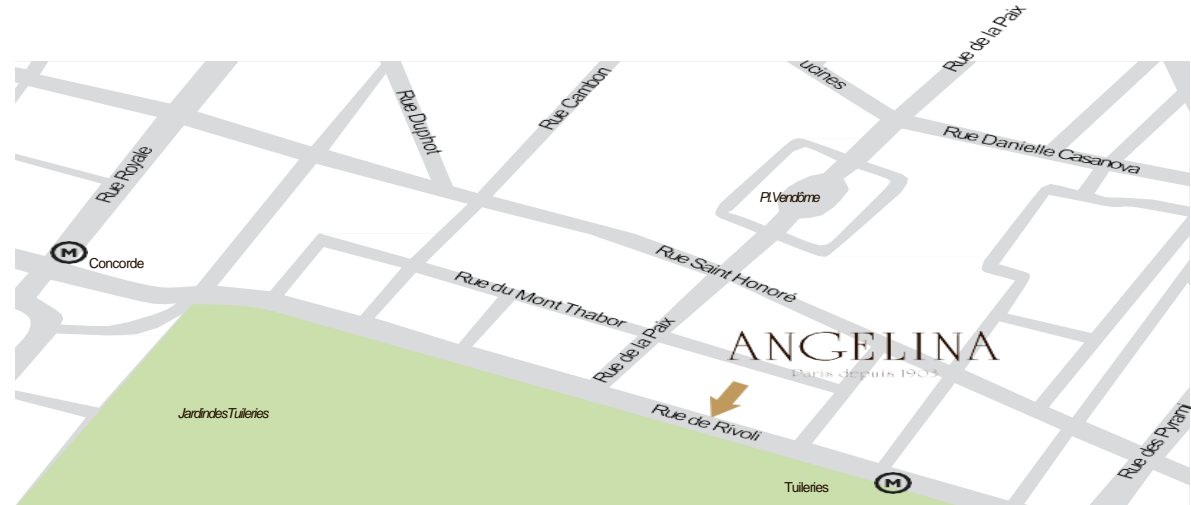 Rue de la Paix
ucines
Rue Duphot
Rue Cambon
Rue Danielle Casanova
Rue Royale
Pl.Vendôme
M
Concorde
Rue Saint Honoré
Rue du Mont Thabor
Rue de la Paix
ANGELINA
Paris depuis 1903
JardindesTuileries
Rue de Rivoli
Rue des Pyram
Tuileries
M